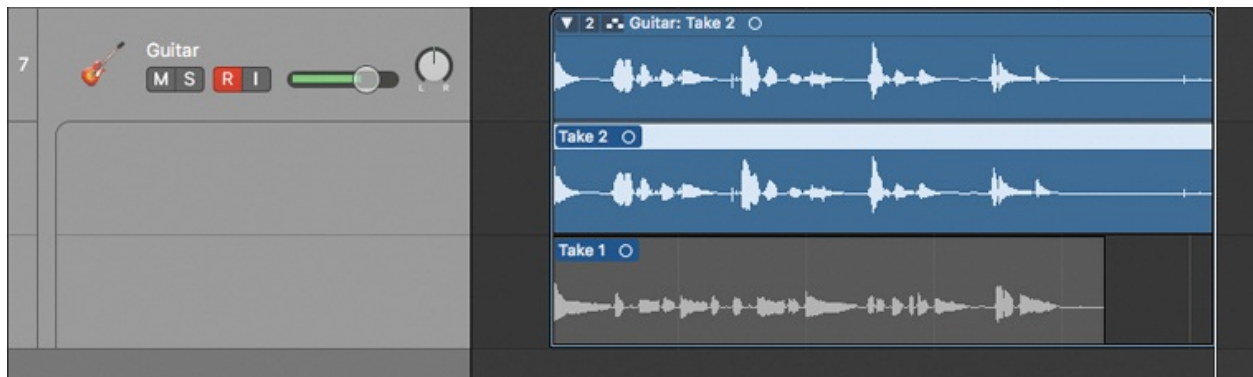 7
Guitar
M S R I
L R
2 Guitar: Take 2
Take 2
Take 1